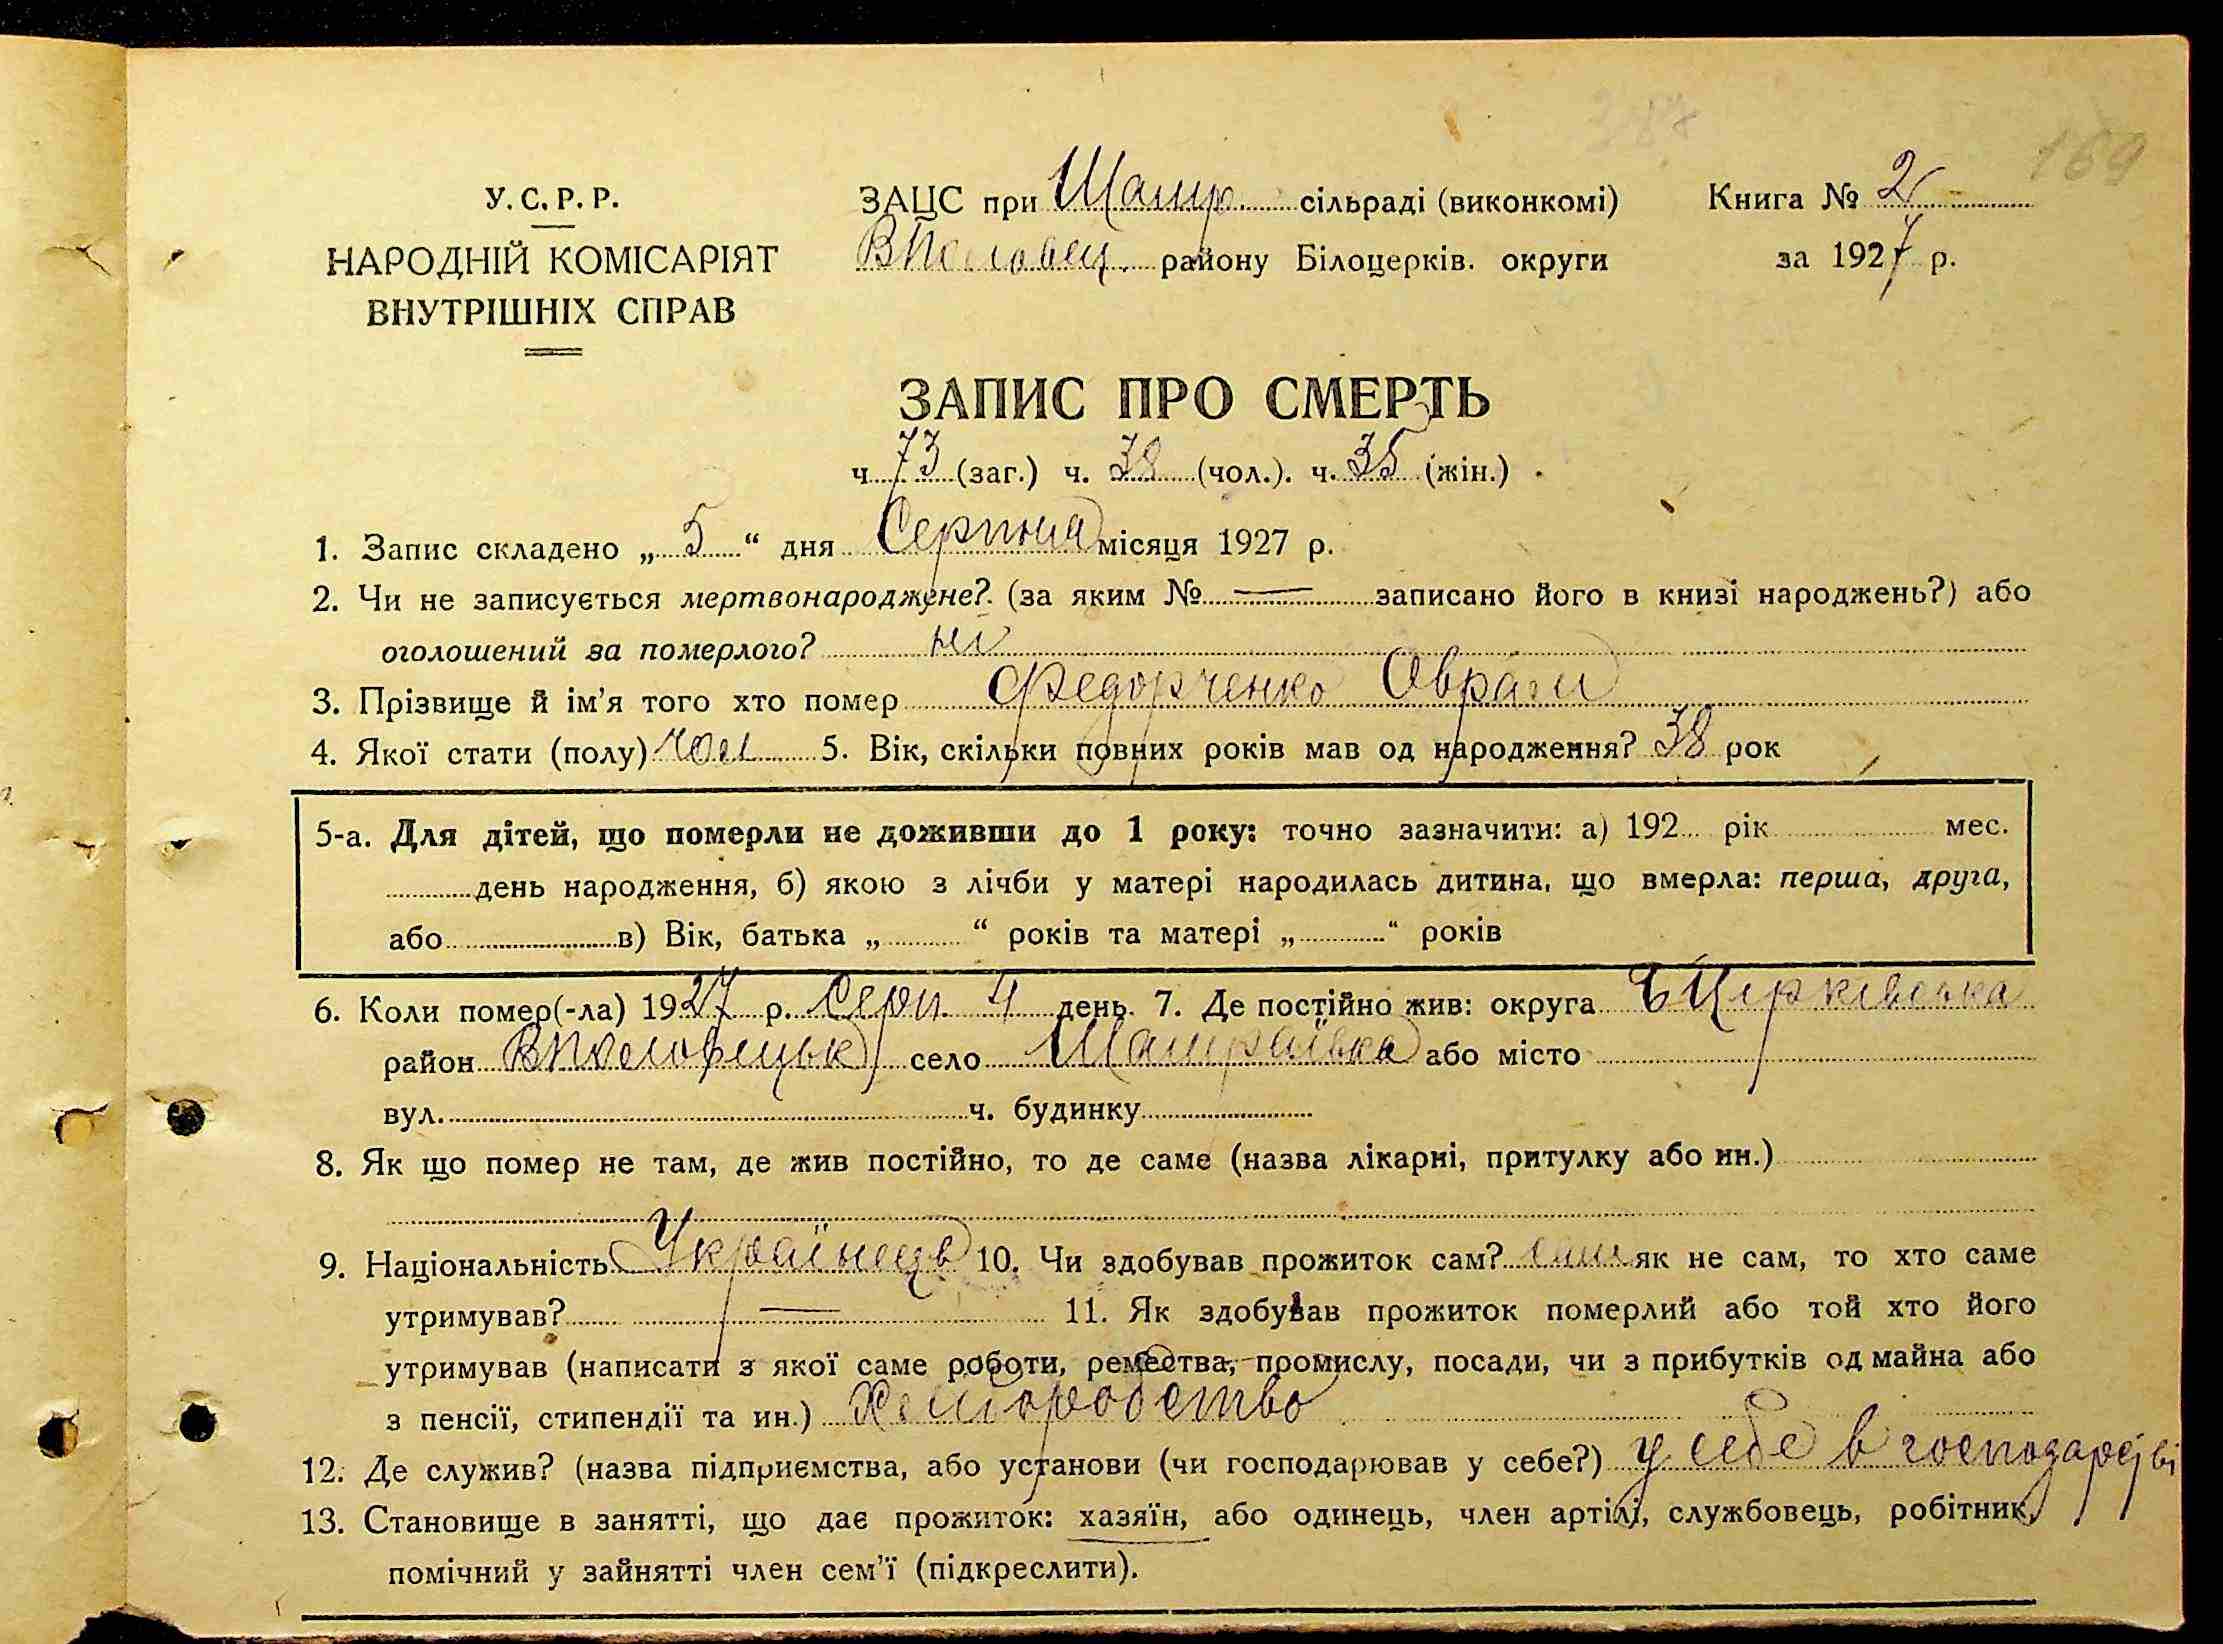 169
У.С.Р.Р.
НАРОДНІЙ КОМІСАРІЯТ
ВНУТРІШНІХ СПРАВ
ЗАЦС при Шамр. сільраді (виконкомі)
ВПоловец. району Білоцерків. округи
Книга № 2
за 1927 р.
ЗАПИС ПРО СМЕРТЬ
ч. 73 (заг.) ч. 38 (чол.). ч. 35 (жін.)
1. Запис складено „ 5 “ дня Серпня місяця 1927 р.
2. Чи не записується мертвонароджене? (за яким № — записано його в книзі народжень?) або
оголошений за померлого? ні
3. Прізвище й ім’я того хто помер Федорченко Оврам
4. Якої стати (полу) чол 5. Вік, скільки повних років мав од народження? 38 рок
5-а. Для дітей, що померли не доживши до 1 року: точно зазначити: а) 192 рік мес.
день народження, б) якою з лічби у матері народилась дитина, що вмерла: перша, друга,
або в) Вік, батька „ “ років та матері „ “ років
6. Коли помер(-ла) 1927 р. Серп. 4 день. 7. Де постійно жив: округа БЦерківська
район ВПоловецьк село Шамраївка або місто
вул. ч. будинку
8. Як що помер не там, де жив постійно, то де саме (назва лікарні, притулку або ин.)
9. Національність Українець 10. Чи здобував прожиток сам? сам як не сам, то хто саме
утримував? — 11. Як здобував прожиток померлий або той хто його
утримував (написати з якої саме роботи, ремества, промислу, посади, чи з прибутків од майна або
з пенсії, стипендії та ин.) Хліборобство
12. Де служив? (назва підприємства, або установи (чи господарював у себе?) у себе в господарсві
13. Становище в занятті, що дає прожиток: хазяїн, або одинець, член артілі, службовець, робітник,
помічний у зайнятті член сем’ї (підкреслити).